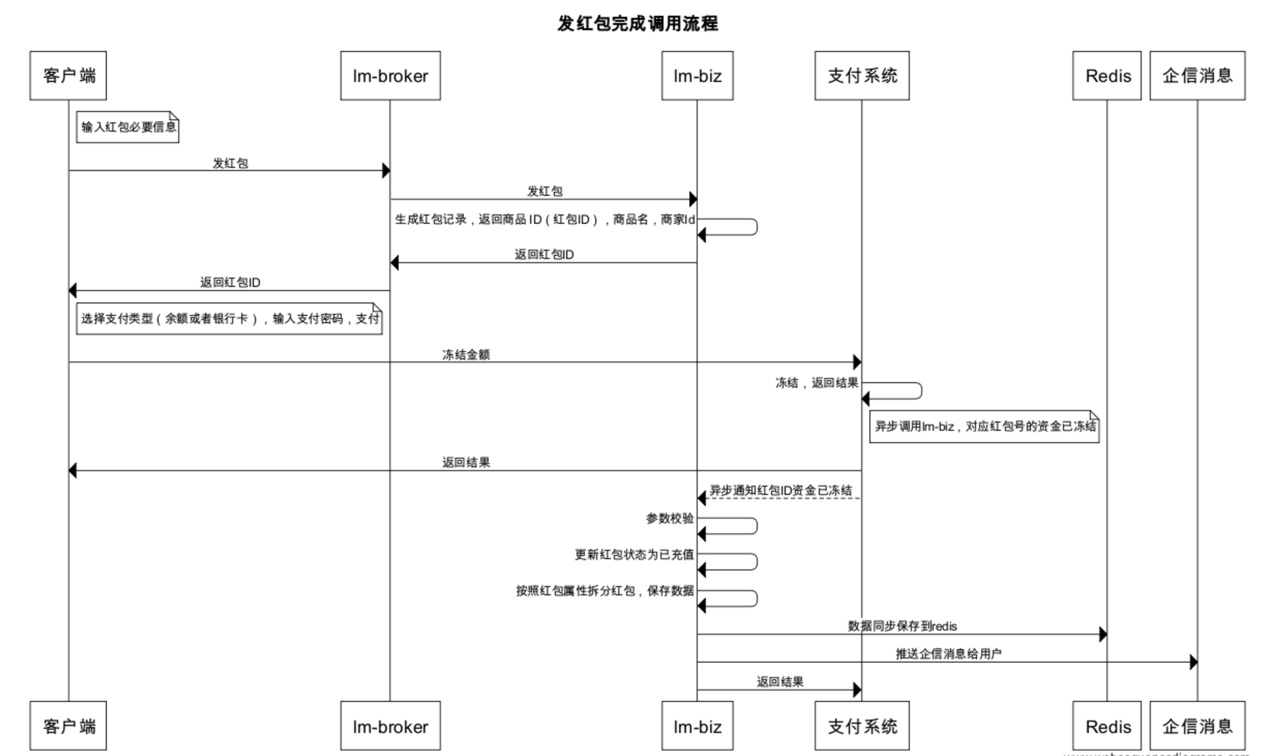 发红包完成调用流程
客户端
Im-broker
Im-biz
支付系统
Redis
企信消息
输入红包必要信息
发红包
发红包
生成红包记录，返回商品 ID（红包ID），商品名，商家Id
返回红包ID
返回红包ID
选择支付类型（余额或者银行卡），输入支付密码，支付
冻结金额
冻结，返回结果
异步调用Im-biz，对应红包号的资金已冻结
返回结果
异步通知红包ID资金已冻结
参数校验
更新红包状态为已充值
按照红包属性拆分红包，保存数据
数据同步保存到redis
推送企信消息给用户
返回结果
客户端
Im-broker
Im-biz
支付系统
Redis
企信消息